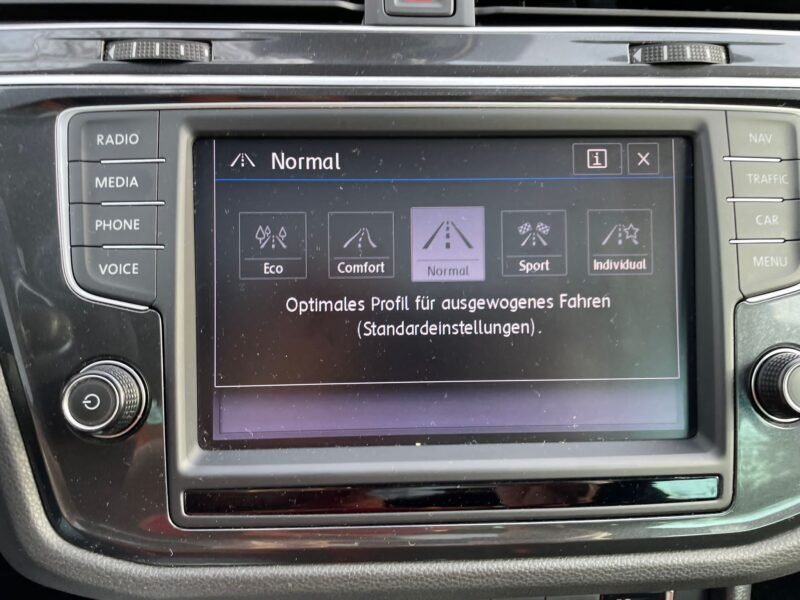 RADIO
MEDIA
PHONE
VOICE
Normal
i X
Eco Comfort Normal Sport Individual
Optimales Profil für ausgewogenes Fahren
(Standardeinstellungen).
NAV
TRAFFIC
CAR
MENU